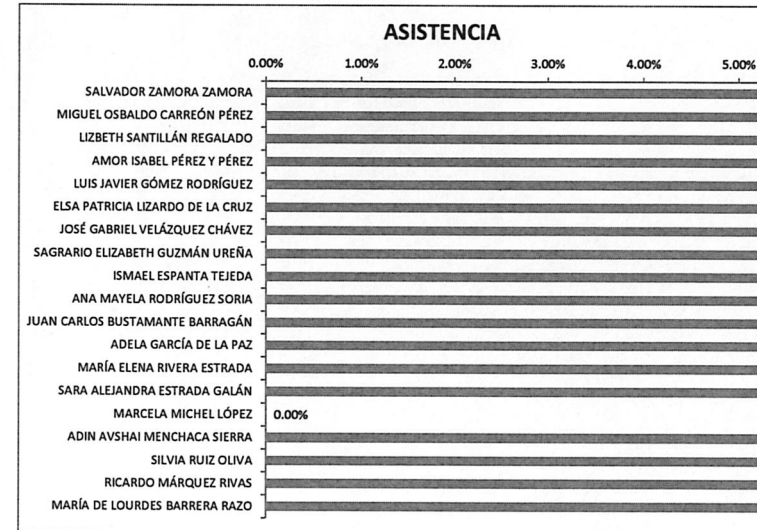 ASISTENCIA
0.00% 1.00% 2.00% 3.00% 4.00% 5.00%
SALVADOR ZAMORA ZAMORA
MIGUEL OSBALDO CARREÓN PÉREZ
LIZBETH SANTILLÁN REGALADO
AMOR ISABEL PÉREZ Y PÉREZ
LUIS JAVIER GÓMEZ RODRÍGUEZ
ELSA PATRICIA LIZARDO DE LA CRUZ
JOSÉ GABRIEL VELÁZQUEZ CHÁVEZ
SAGRARIO ELIZABETH GUZMÁN UREÑA
ISMAEL ESPANTA TEJEDA
ANA MAYELA RODRÍGUEZ SORIA
JUAN CARLOS BUSTAMANTE BARRAGÁN
ADELA GARCÍA DE LA PAZ
MARÍA ELENA RIVERA ESTRADA
SARA ALEJANDRA ESTRADA GALÁN
MARCELA MICHEL LÓPEZ 0.00%
ADIN AVSHAI MENCHACA SIERRA
SILVIA RUIZ OLIVA
RICARDO MÁRQUEZ RIVAS
MARÍA DE LOURDES BARRERA RAZO